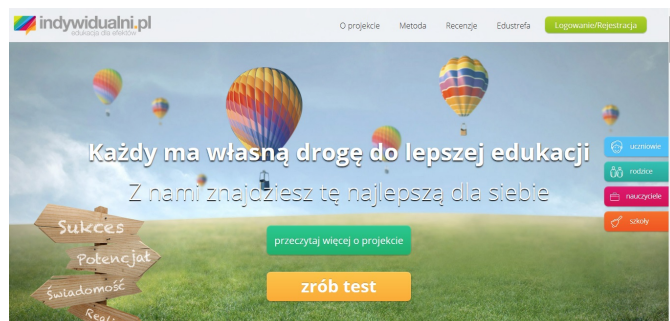 indywidualni.pl
edukacja dla efektów
O projekcie
Metoda
Recenzje
Edustrefa
Logowanie/Rejestracja
Każdy ma własną drogę do lepszej edukacji
Z nami znajdziesz tę najlepszą dla siebie
uczniowie
rodzice
nauczyciele
szkoły
Sukces
Potencjał
Świadomość
przeczytaj więcej o projekcie
zrób test